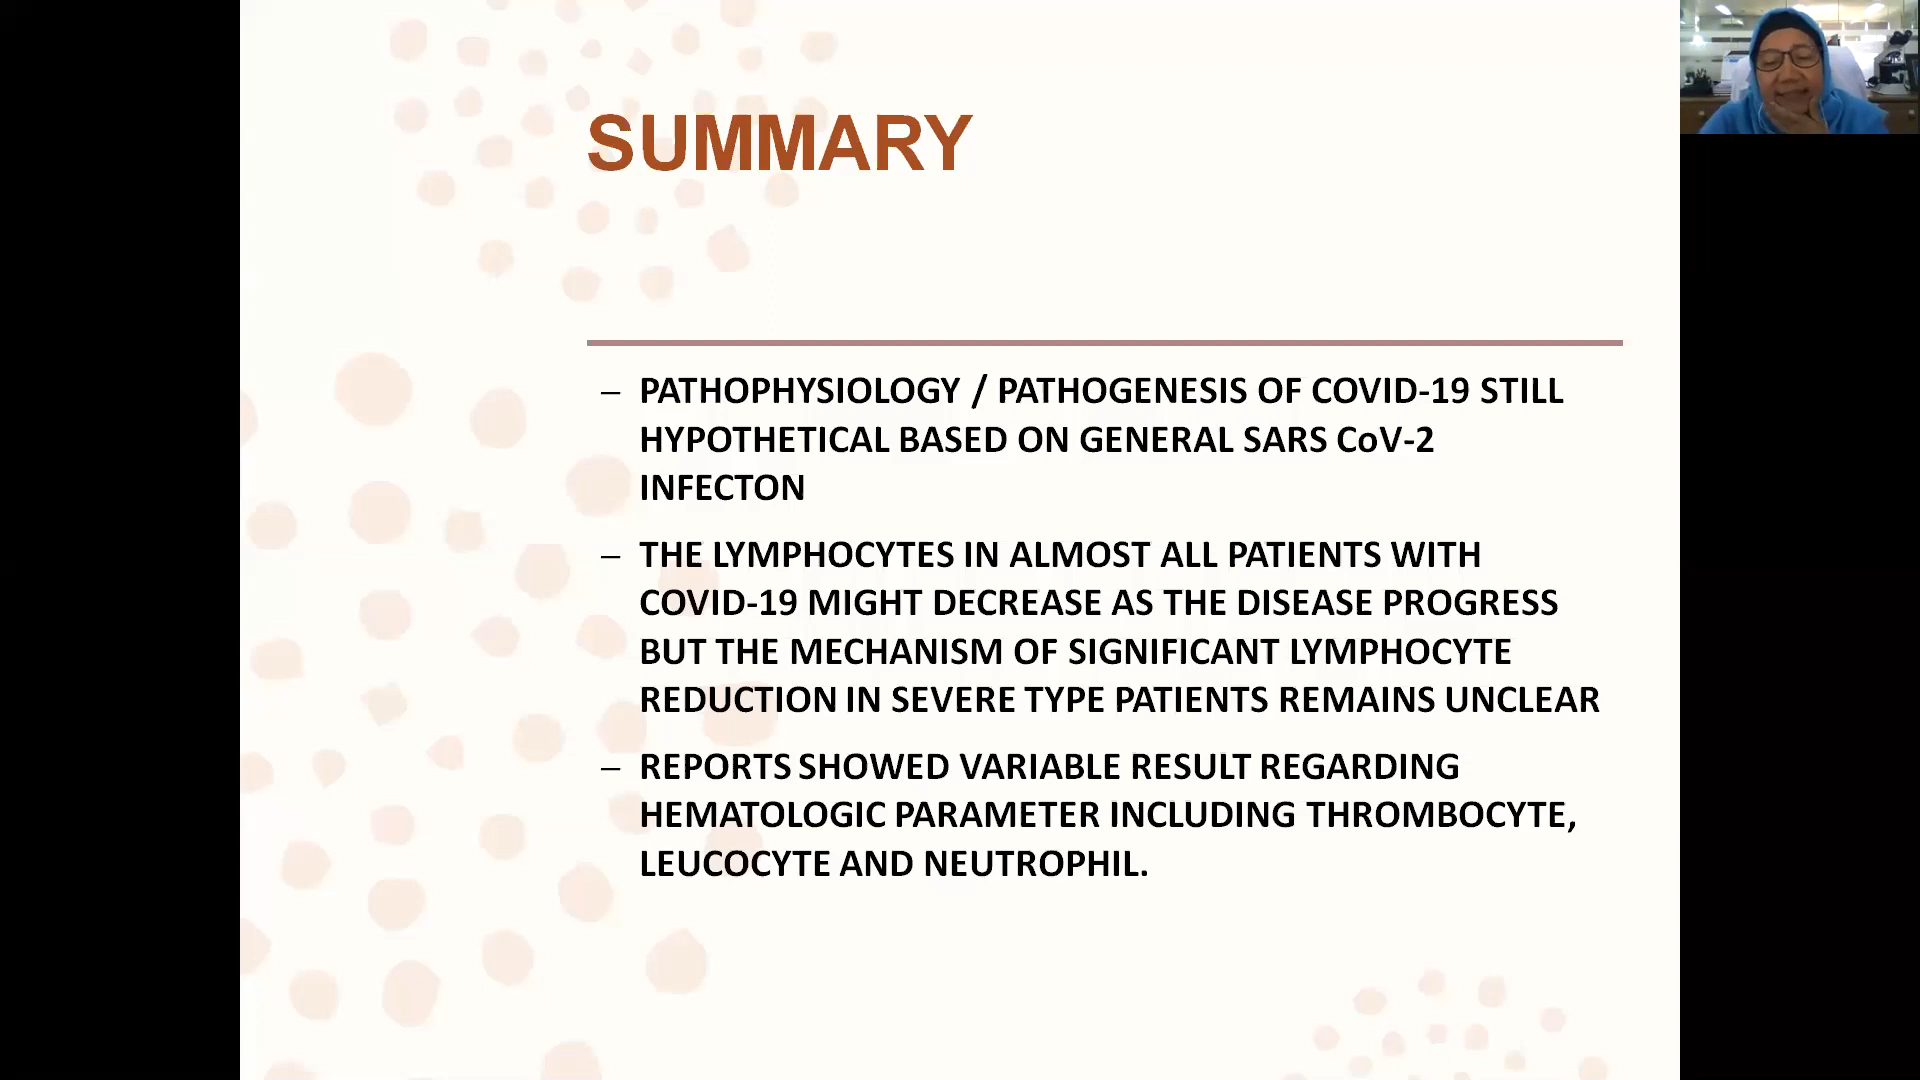 SUMMARY
– PATHOPHYSIOLOGY / PATHOGENESIS OF COVID-19 STILL
HYPOTHETICAL BASED ON GENERAL SARS CoV-2
INFECTON
– THE LYMPHOCYTES IN ALMOST ALL PATIENTS WITH
COVID-19 MIGHT DECREASE AS THE DISEASE PROGRESS
BUT THE MECHANISM OF SIGNIFICANT LYMPHOCYTE
REDUCTION IN SEVERE TYPE PATIENTS REMAINS UNCLEAR
– REPORTS SHOWED VARIABLE RESULT REGARDING
HEMATOLOGIC PARAMETER INCLUDING THROMBOCYTE,
LEUCOCYTE AND NEUTROPHIL.